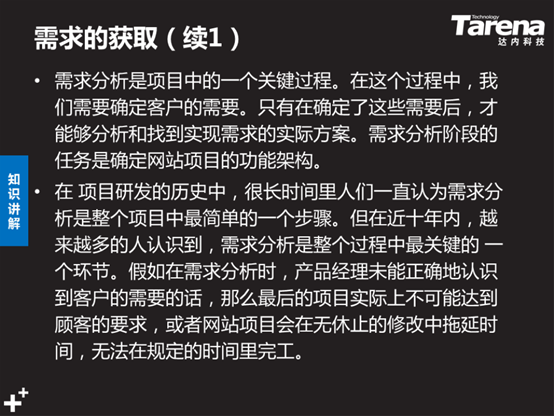 需求的获取（续1）
Technology
Tarena
达内科技
• 需求分析是项目中的一个关键过程。在这个过程中，我
们需要确定客户的需要。只有在确定了这些需要后，才
能够分析和找到实现需求的实际方案。需求分析阶段的
任务是确定网站项目的功能架构。
• 在 项目研发的历史中，很长时间里人们一直认为需求分
析是整个项目中最简单的一个步骤。但在近十年内，越
来越多的人认识到，需求分析是整个过程中最关键的 一
个环节。假如在需求分析时，产品经理未能正确地认识
到客户的需要的话，那么最后的项目实际上不可能达到
顾客的要求，或者网站项目会在无休止的修改中拖延时
间，无法在规定的时间里完工。
知识讲解